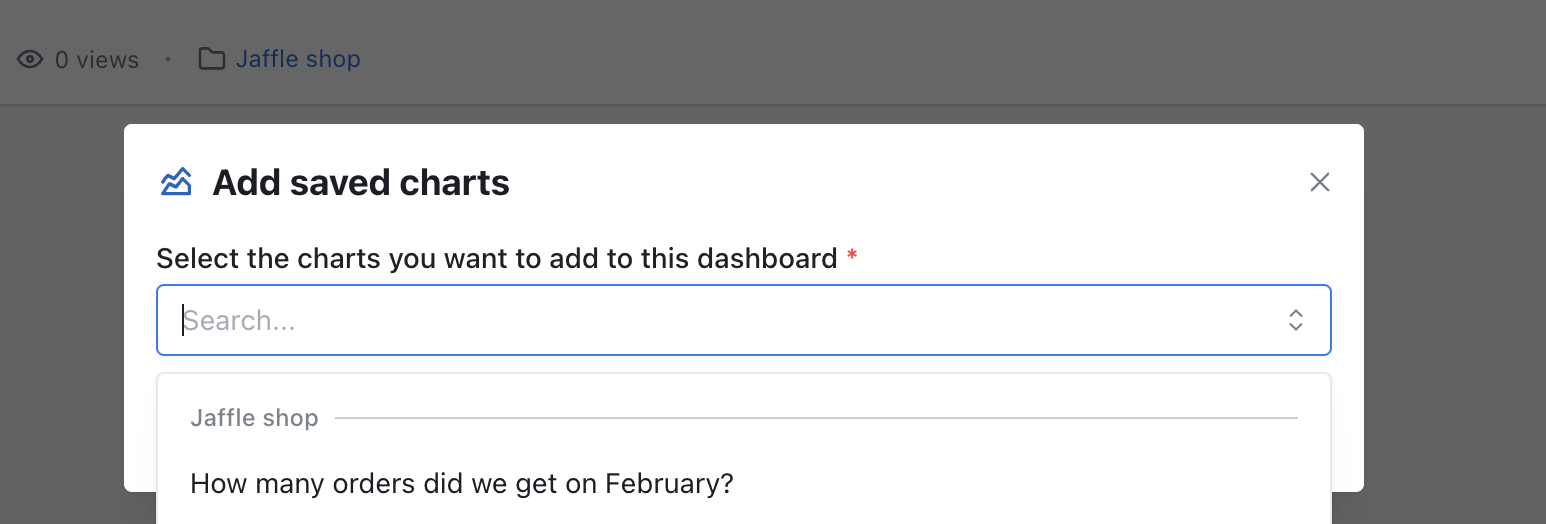 0 views · Jaffle shop
Add saved charts
Select the charts you want to add to this dashboard *
Search...
Jaffle shop
How many orders did we get on February?